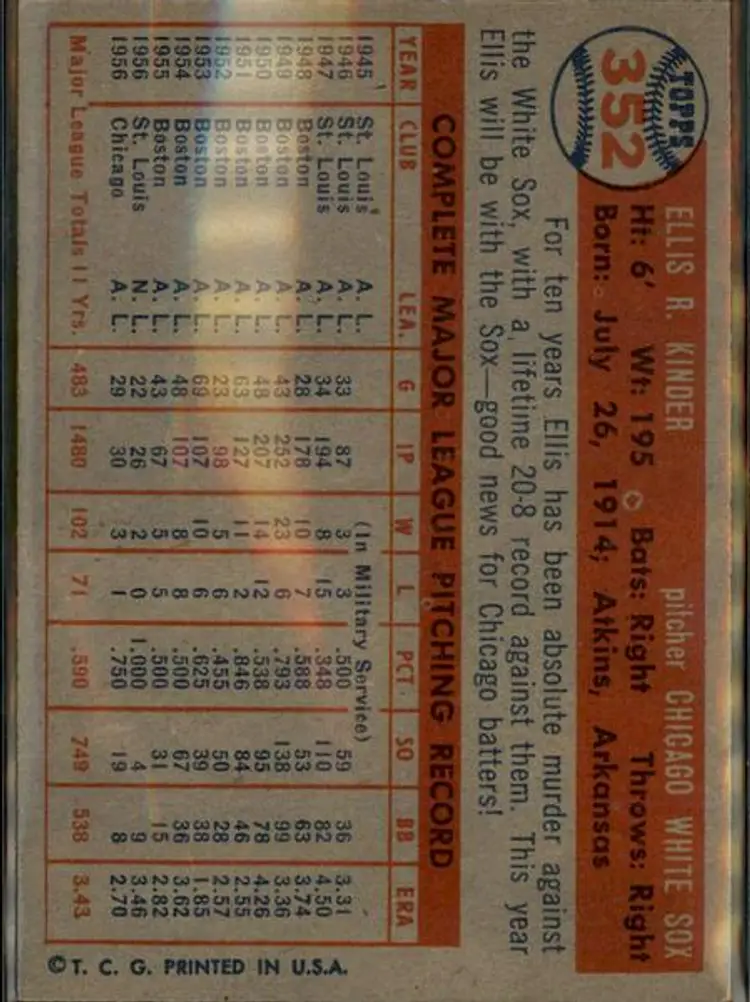 TOPPS
352
ELLIS R. KINDER pitcher CHICAGO WHITE SOX
Ht: 6' Wt: 195 Bats: Right Throws: Right
Born: July 26, 1914; Atkins, Arkansas
For ten years Ellis has been absolute murder against
the White Sox, with a lifetime 20-8 record against them. This year
Ellis will be with the Sox—good news for Chicago batters!
COMPLETE MAJOR LEAGUE PITCHING RECORD
YEAR CLUB LEA. G IP W L PCT. SO BB ERA
1945 St. Louis A. L. (In Military Service)
1946 St. Louis A. L. 33 87 3 3 .500 59 36 3.31
1947 St. Louis A. L. 34 194 8 15 .348 110 82 4.50
1948 Boston A. L. 28 178 10 7 .588 53 63 3.74
1949 Boston A. L. 43 252 23 6 .793 138 99 3.36
1950 Boston A. L. 48 207 14 12 .538 95 78 4.26
1951 Boston A. L. 63 127 11 2 .846 84 46 2.55
1952 Boston A. L. 23 98 5 6 .455 50 28 2.57
1953 Boston A. L. 69 107 10 6 .625 39 38 1.85
1954 Boston A. L. 48 107 8 8 .500 67 36 3.62
1955 Boston A. L. 43 67 5 5 .500 31 15 2.82
1956 St. Louis N. L. 22 26 2 0 1.000 4 9 3.46
1956 Chicago A. L. 29 30 3 1 .750 19 8 2.70
Major League Totals 11 Yrs. 483 1480 102 71 .590 749 538 3.43
© T. C. G. PRINTED IN U.S.A.